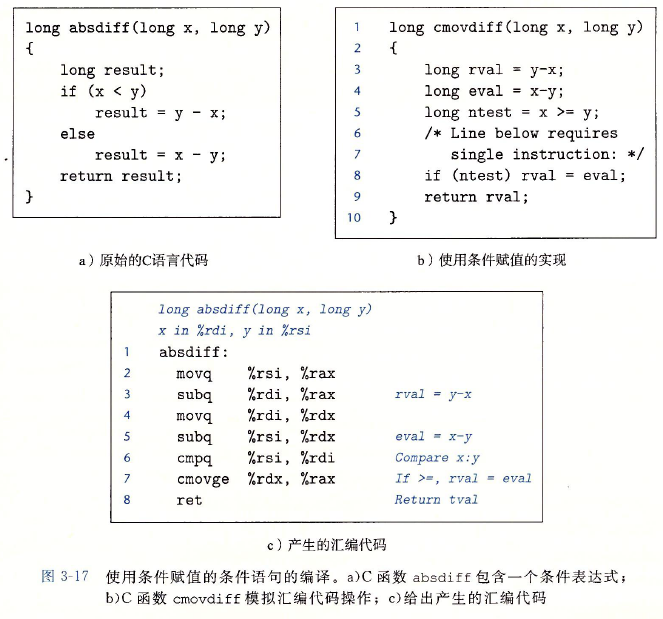 long absdiff(long x, long y)
{
    long result;
    if (x < y)
        result = y - x;
    else
        result = x - y;
    return result;
}
a）原始的C语言代码
1 long cmovdiff(long x, long y)
2 {
3     long rval = y-x;
4     long eval = x-y;
5     long ntest = x >= y;
6     /* Line below requires
7        single instruction: */
8     if (ntest) rval = eval;
9     return rval;
10 }
b）使用条件赋值的实现
long absdiff(long x, long y)
x in %rdi, y in %rsi
1 absdiff:
2   movq    %rsi, %rax
3   subq    %rdi, %rax    rval = y-x
4   movq    %rdi, %rdx
5   subq    %rsi, %rdx    eval = x-y
6   cmpq    %rsi, %rdi    Compare x:y
7   cmovge  %rdx, %rax    If >=, rval = eval
8   ret    Return tval
c）产生的汇编代码
图 3-17 使用条件赋值的条件语句的编译。a)C 函数 absdiff 包含一个条件表达式；
b)C 函数 cmovdiff 模拟汇编代码操作；c)给出产生的汇编代码